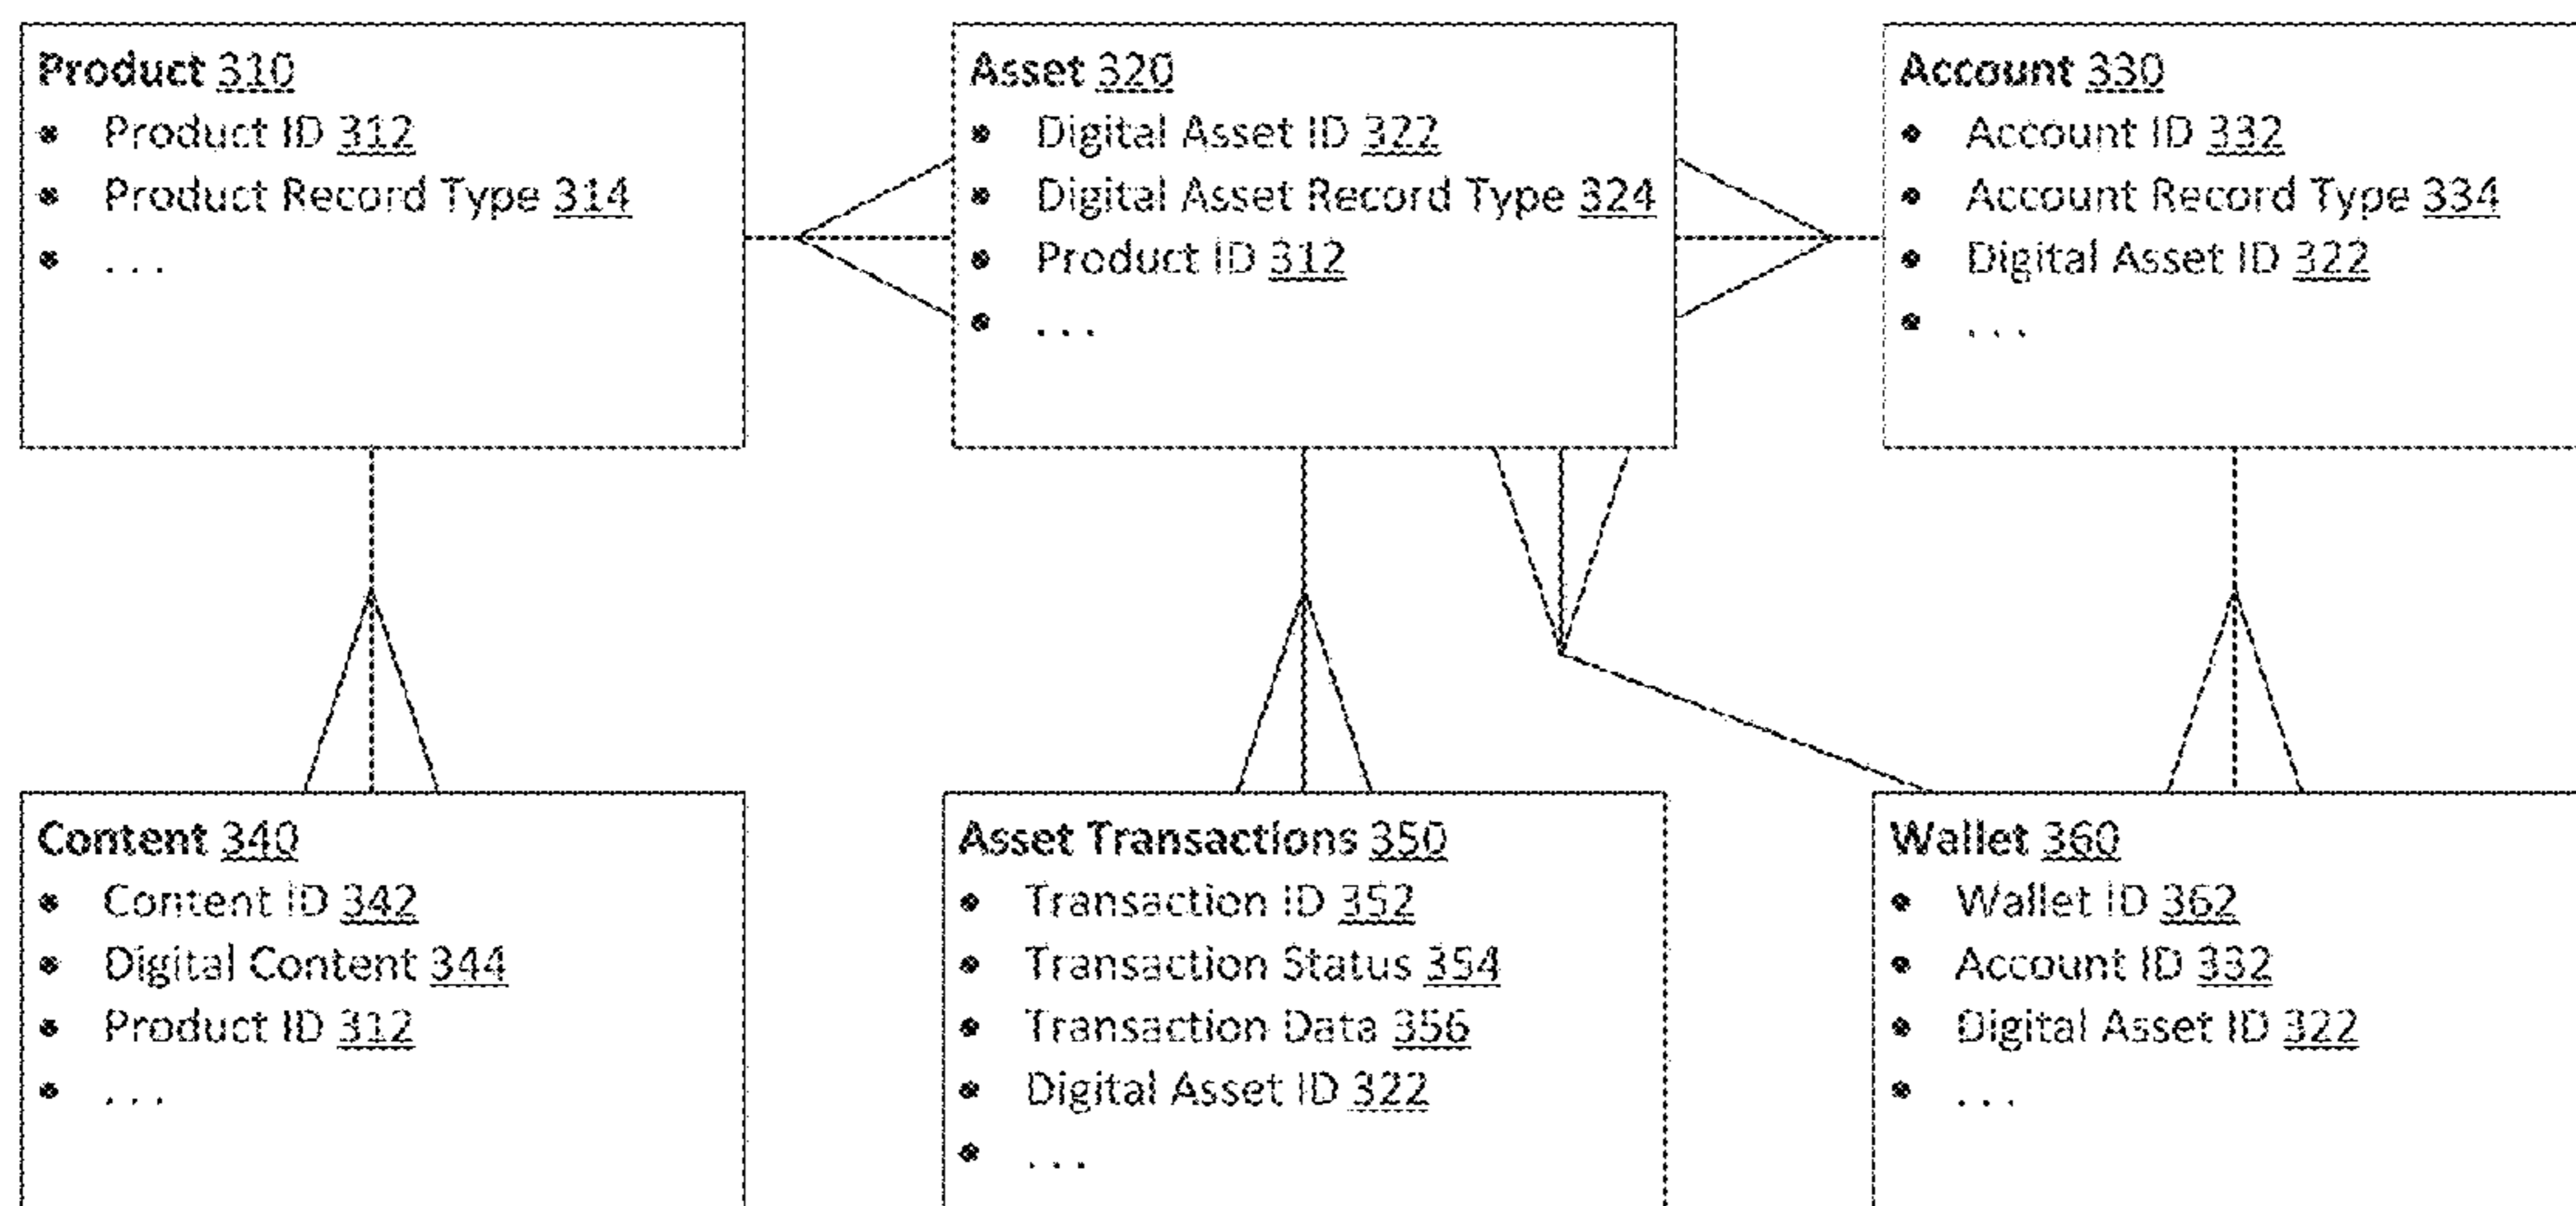 Product 310
• Product ID 312
• Product Record Type 314
• . . .
Asset 320
• Digital Asset ID 322
• Digital Asset Record Type 324
• Product ID 312
• . . .
Account 330
• Account ID 332
• Account Record Type 334
• Digital Asset ID 322
• . . .
Content 340
• Content ID 342
• Digital Content 344
• Product ID 312
• . . .
Asset Transactions 350
• Transaction ID 352
• Transaction Status 354
• Transaction Data 356
• Digital Asset ID 322
• . . .
Wallet 360
• Wallet ID 362
• Account ID 332
• Digital Asset ID 322
• . . .